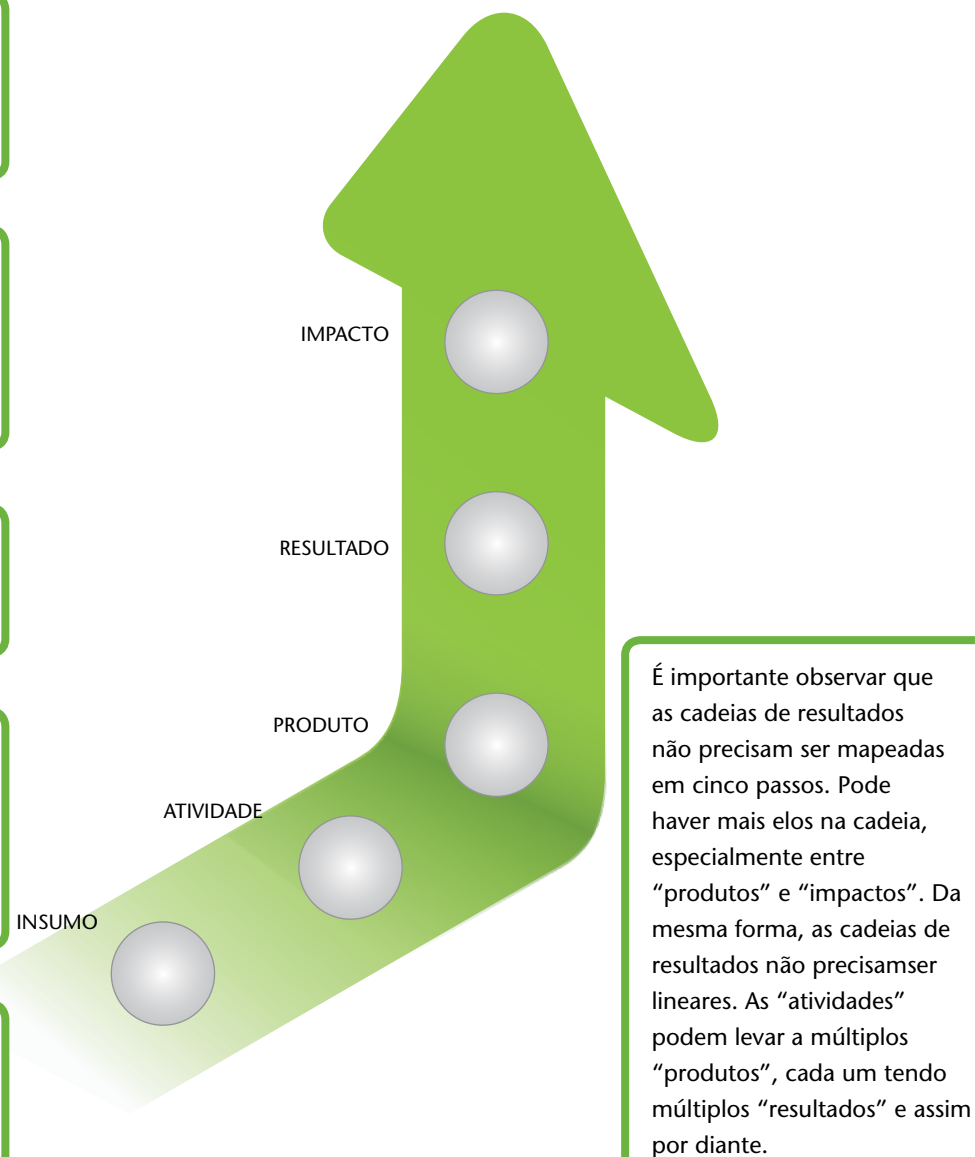 IMPACTO
RESULTADO
PRODUTO
ATIVIDADE
INSUMO
É importante observar que
as cadeias de resultados
não precisam ser mapeadas
em cinco passos. Pode
haver mais elos na cadeia,
especialmente entre
“produtos” e “impactos”. Da
mesma forma, as cadeias de
resultados não precisamser
lineares. As “atividades”
podem levar a múltiplos
“produtos”, cada um tendo
múltiplos “resultados” e assim
por diante.